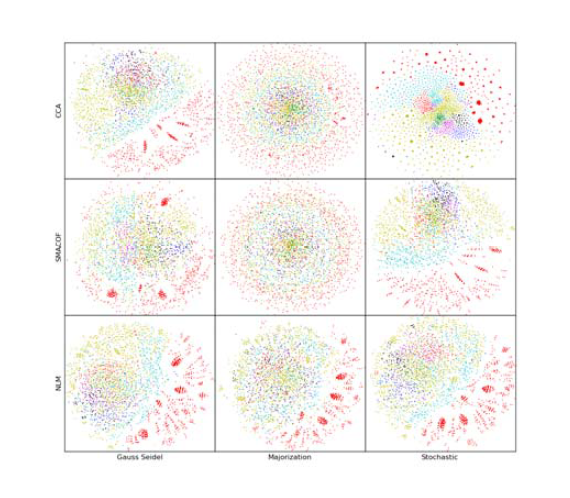 CCA
SMACOF
NLM
Gauss Seidel
Majorization
Stochastic